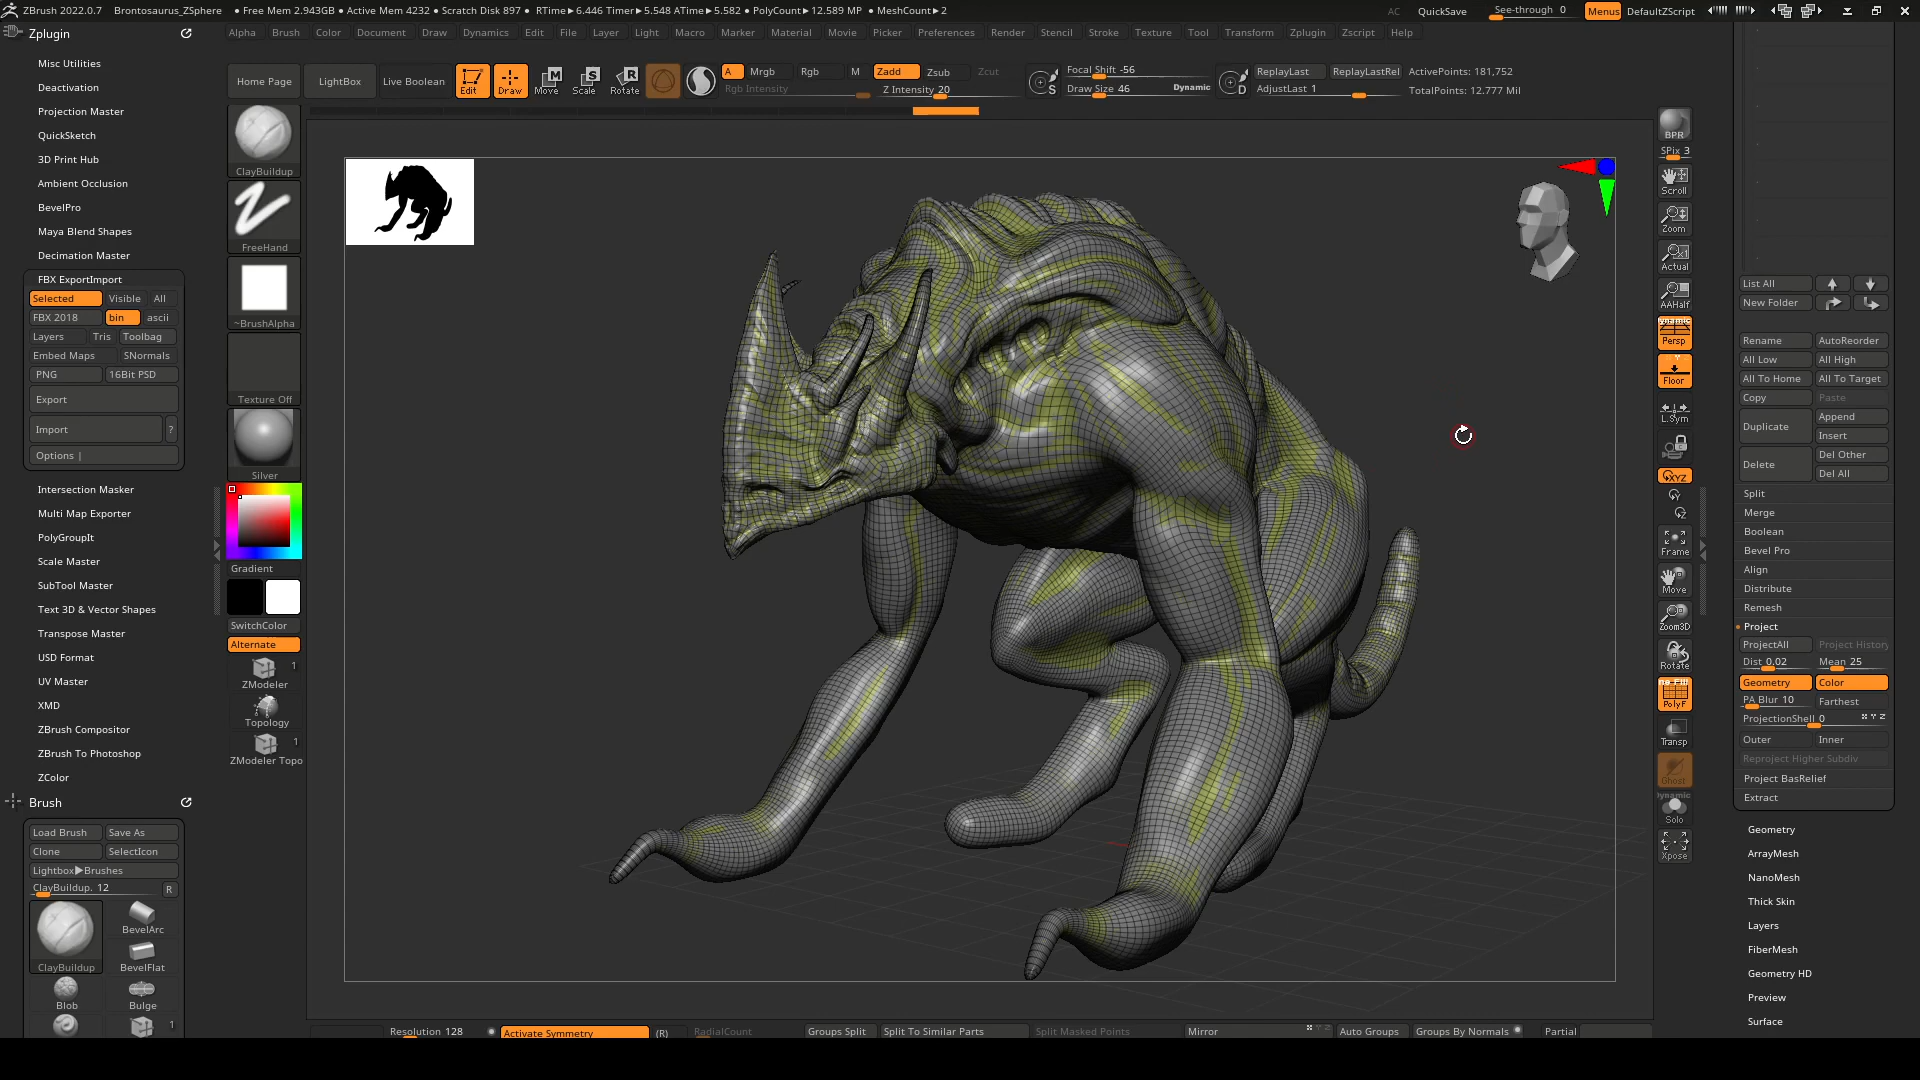 ZBrush 2022.0.7 Brontosaurus_ZSphere • Free Mem 2.943GB • Active Mem 4232 • Scratch Disk 897 • RTime▶6.446 Timer▶5.548 ATime▶5.582 • PolyCount▶12.589 MP • MeshCount▶2 AC QuickSave See-through 0 Menus DefaultZScript
Zplugin
Alpha Brush Color Document Draw Dynamics Edit File Layer Light Macro Marker Material Movie Picker Preferences Render Stencil Stroke Texture Tool Transform Zplugin Zscript Help
Home Page LightBox Live Boolean Edit Draw Move Scale Rotate
A Mrgb Rgb M Zadd Zsub Zcut
Rgb Intensity Z Intensity 20
S Focal Shift -56
Draw Size 46 Dynamic
D ReplayLast ReplayLastRel ActivePoints: 181,752
AdjustLast 1 TotalPoints: 12.777 Mil
Misc Utilities
Deactivation
Projection Master
QuickSketch
3D Print Hub
Ambient Occlusion
BevelPro
Maya Blend Shapes
Decimation Master
FBX ExportImport
Selected Visible All
FBX 2018 bin ascii
Layers Tris Toolbag
Embed Maps SNormals
PNG 16Bit PSD
Export
Import ?
Options |
Intersection Masker
Multi Map Exporter
PolyGroupIt
Scale Master
SubTool Master
Text 3D & Vector Shapes
Transpose Master
USD Format
UV Master
XMD
ZBrush Compositor
ZBrush To Photoshop
ZColor
Brush
Load Brush Save As
Clone SelectIcon
Lightbox▶Brushes
ClayBuildup. 12 R
ClayBuildup
BevelArc
BevelFlat
Blob Bulge
1
ClayBuildup
FreeHand
~BrushAlpha
Texture Off
Silver
Gradient
SwitchColor
Alternate
1
ZModeler
Topology
1
ZModeler Topo
BPR
SPix 3
Scroll
Zoom
Actual
AAHalf
Dynamic
Persp
Floor
L.Sym
XYZ
Y
Z
Frame
Move
Zoom3D
Rotate
PolyF
Transp
Ghost
Dynamic
Solo
Xpose
List All
New Folder
Rename AutoReorder
All Low All High
All To Home All To Target
Copy Paste
Duplicate Append
Insert
Delete Del Other
Del All
Split
Merge
Boolean
Bevel Pro
Align
Distribute
Remesh
Project
ProjectAll Project History
Dist 0.02 Mean 25
Geometry Color
PA Blur 10 Farthest
ProjectionShell 0 X Y Z
Outer Inner
Reproject Higher Subdiv
Project BasRelief
Extract
Geometry
ArrayMesh
NanoMesh
Thick Skin
Layers
FiberMesh
Geometry HD
Preview
Surface
Resolution 128 Activate Symmetry (R) RadialCount Groups Split Split To Similar Parts Split Masked Points Mirror Auto Groups Groups By Normals Partial